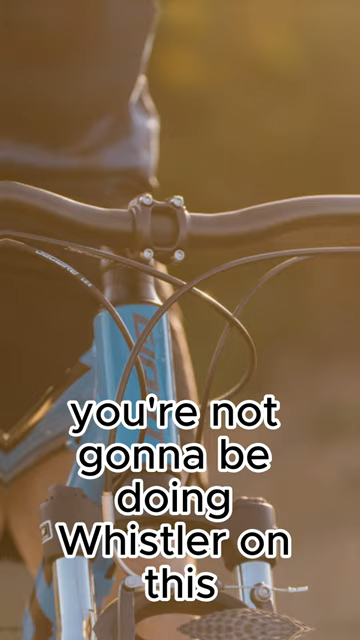 you're not
gonna be
doing
Whistler on
this